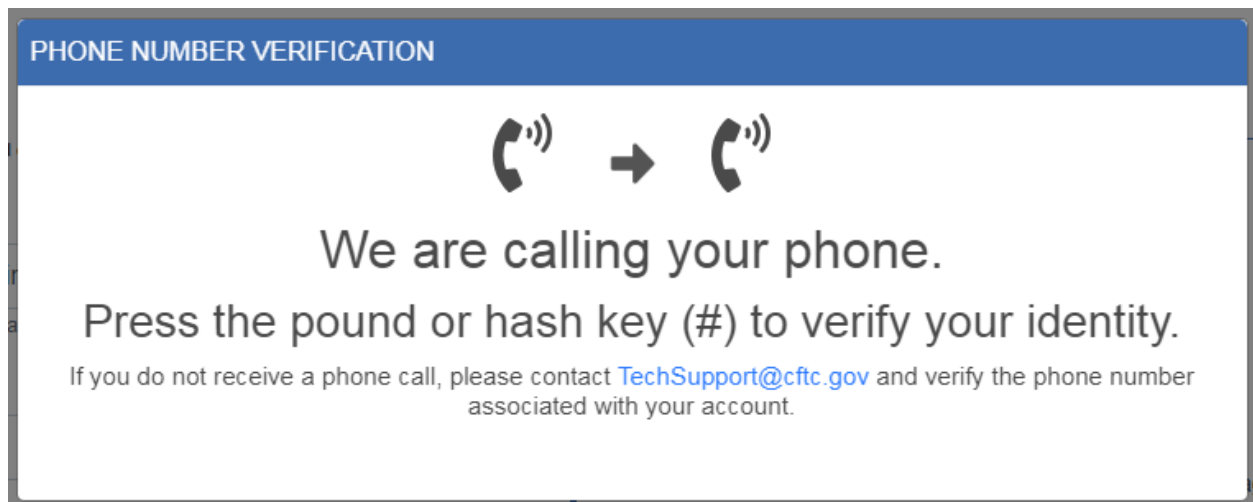 PHONE NUMBER VERIFICATION
We are calling your phone.
Press the pound or hash key (#) to verify your identity.
If you do not receive a phone call, please contact TechSupport@cftc.gov and verify the phone number
associated with your account.